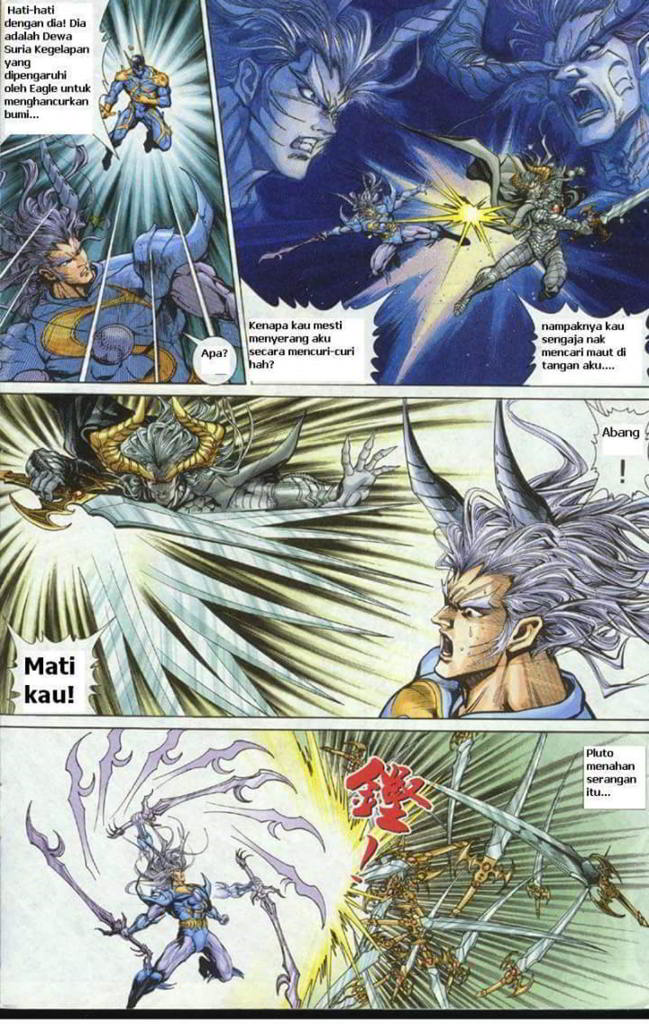 Hati-hati
dengan dia! Dia
adalah Dewa
Suria Kegelapan
yang
dipengaruhi
oleh Eagle untuk
menghancurkan
bumi...
Apa?
Kenapa kau mesti
menyerang aku
secara mencuri-curi
hah?
nampaknya kau
sengaja nak
mencari maut di
tangan aku....
Abang
!
Mati
kau!
Pluto
menahan
serangan
itu...